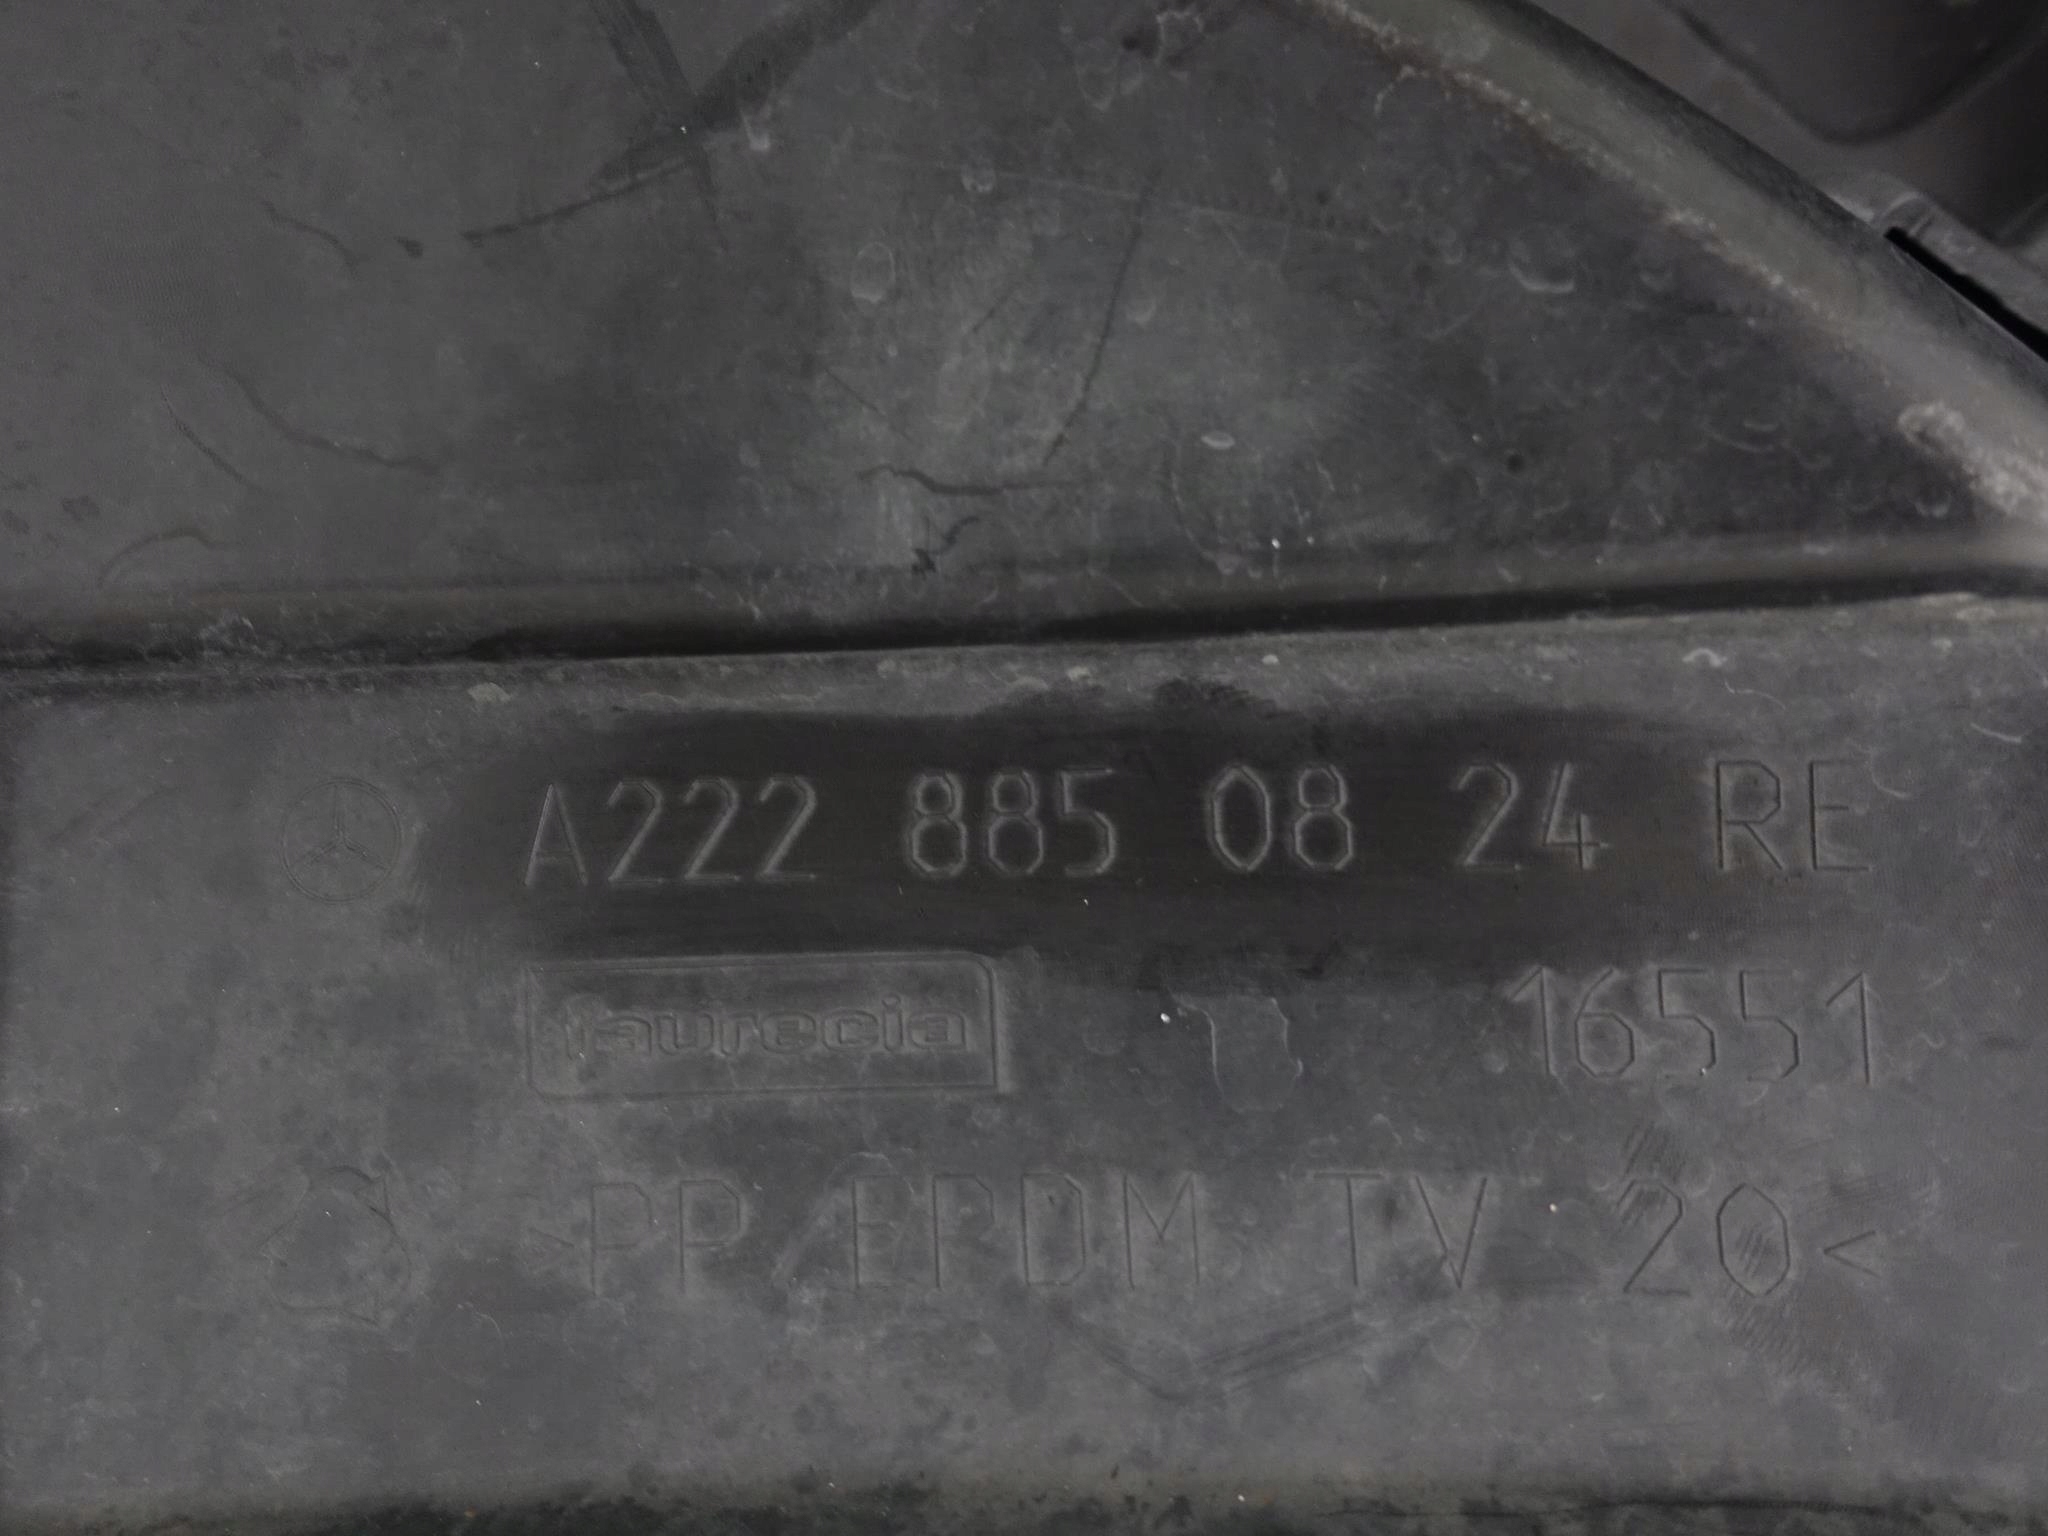 A222 885 08 24 RE
faurecia
16551
>PP/EPDM TV 20<